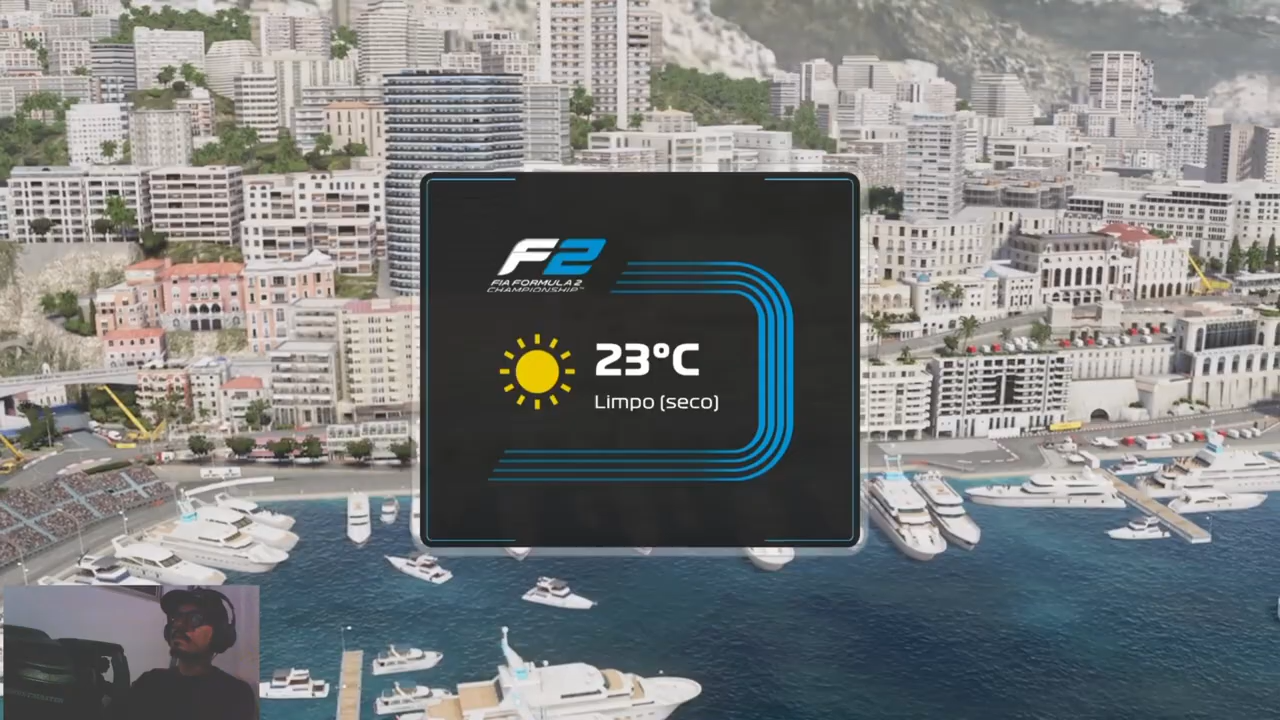 F2
FIA FORMULA 2
CHAMPIONSHIP™
23°C
Limpo (seco)